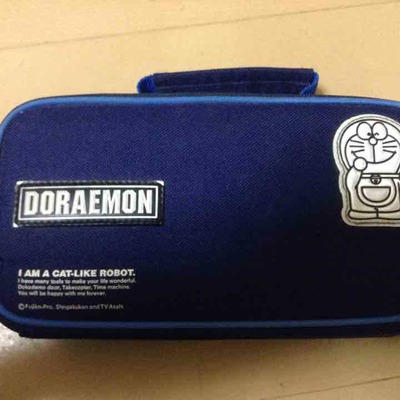 DORAEMON
I AM A CAT-LIKE ROBOT.
I have many tools to make your life wonderful.
Dokodemo door, Takecopter, Time machine.
You will be happy with me forever.
©Fujiko-Pro, Shogakukan and TV Asahi